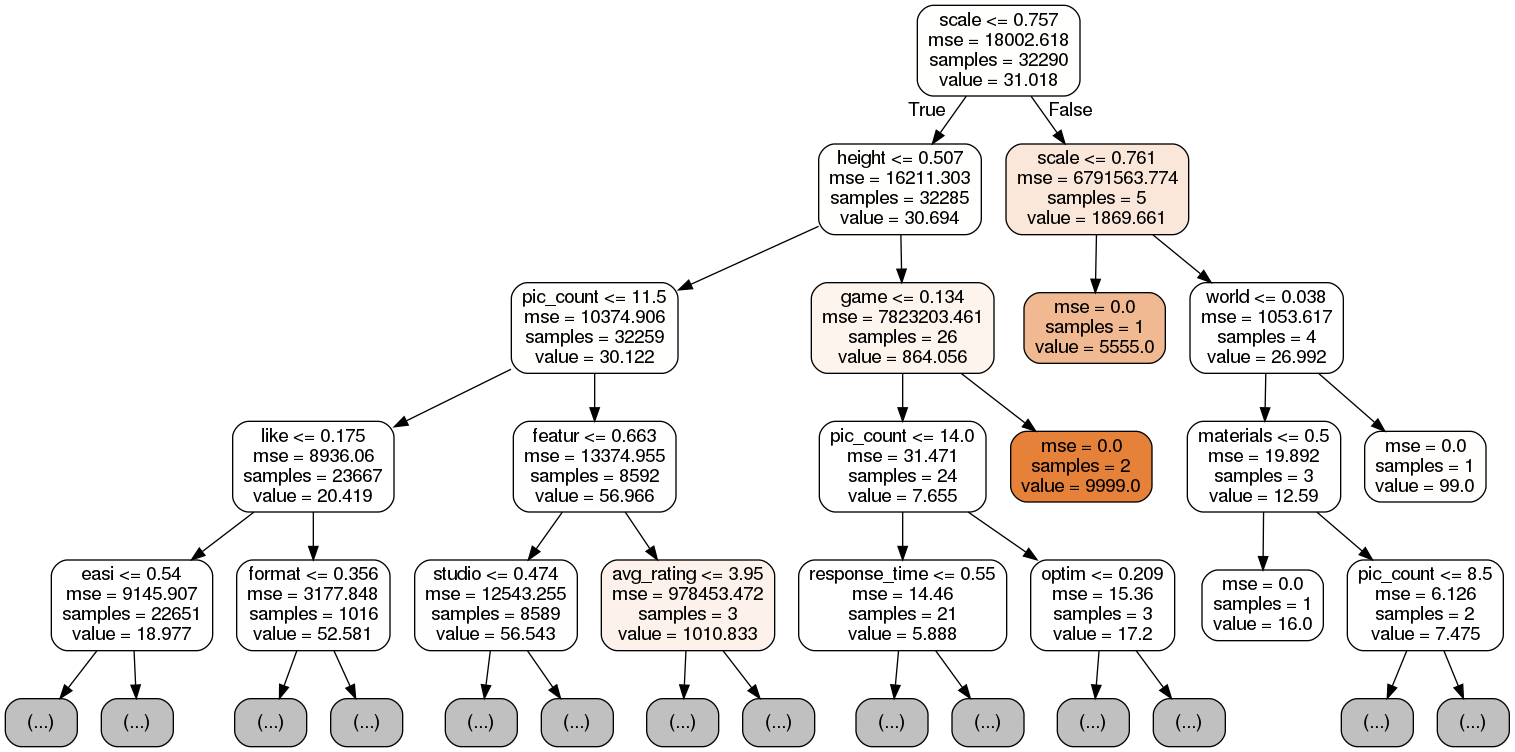 scale <= 0.757
mse = 18002.618
samples = 32290
value = 31.018
True
False
height <= 0.507
mse = 16211.303
samples = 32285
value = 30.694
scale <= 0.761
mse = 6791563.774
samples = 5
value = 1869.661
pic_count <= 11.5
mse = 10374.906
samples = 32259
value = 30.122
game <= 0.134
mse = 7823203.461
samples = 26
value = 864.056
mse = 0.0
samples = 1
value = 5555.0
world <= 0.038
mse = 1053.617
samples = 4
value = 26.992
like <= 0.175
mse = 8936.06
samples = 23667
value = 20.419
featur <= 0.663
mse = 13374.955
samples = 8592
value = 56.966
pic_count <= 14.0
mse = 31.471
samples = 24
value = 7.655
mse = 0.0
samples = 2
value = 9999.0
materials <= 0.5
mse = 19.892
samples = 3
value = 12.59
mse = 0.0
samples = 1
value = 99.0
easi <= 0.54
mse = 9145.907
samples = 22651
value = 18.977
format <= 0.356
mse = 3177.848
samples = 1016
value = 52.581
studio <= 0.474
mse = 12543.255
samples = 8589
value = 56.543
avg_rating <= 3.95
mse = 978453.472
samples = 3
value = 1010.833
response_time <= 0.55
mse = 14.46
samples = 21
value = 5.888
optim <= 0.209
mse = 15.36
samples = 3
value = 17.2
mse = 0.0
samples = 1
value = 16.0
pic_count <= 8.5
mse = 6.126
samples = 2
value = 7.475
(...)
(...)
(...)
(...)
(...)
(...)
(...)
(...)
(...)
(...)
(...)
(...)
(...)
(...)